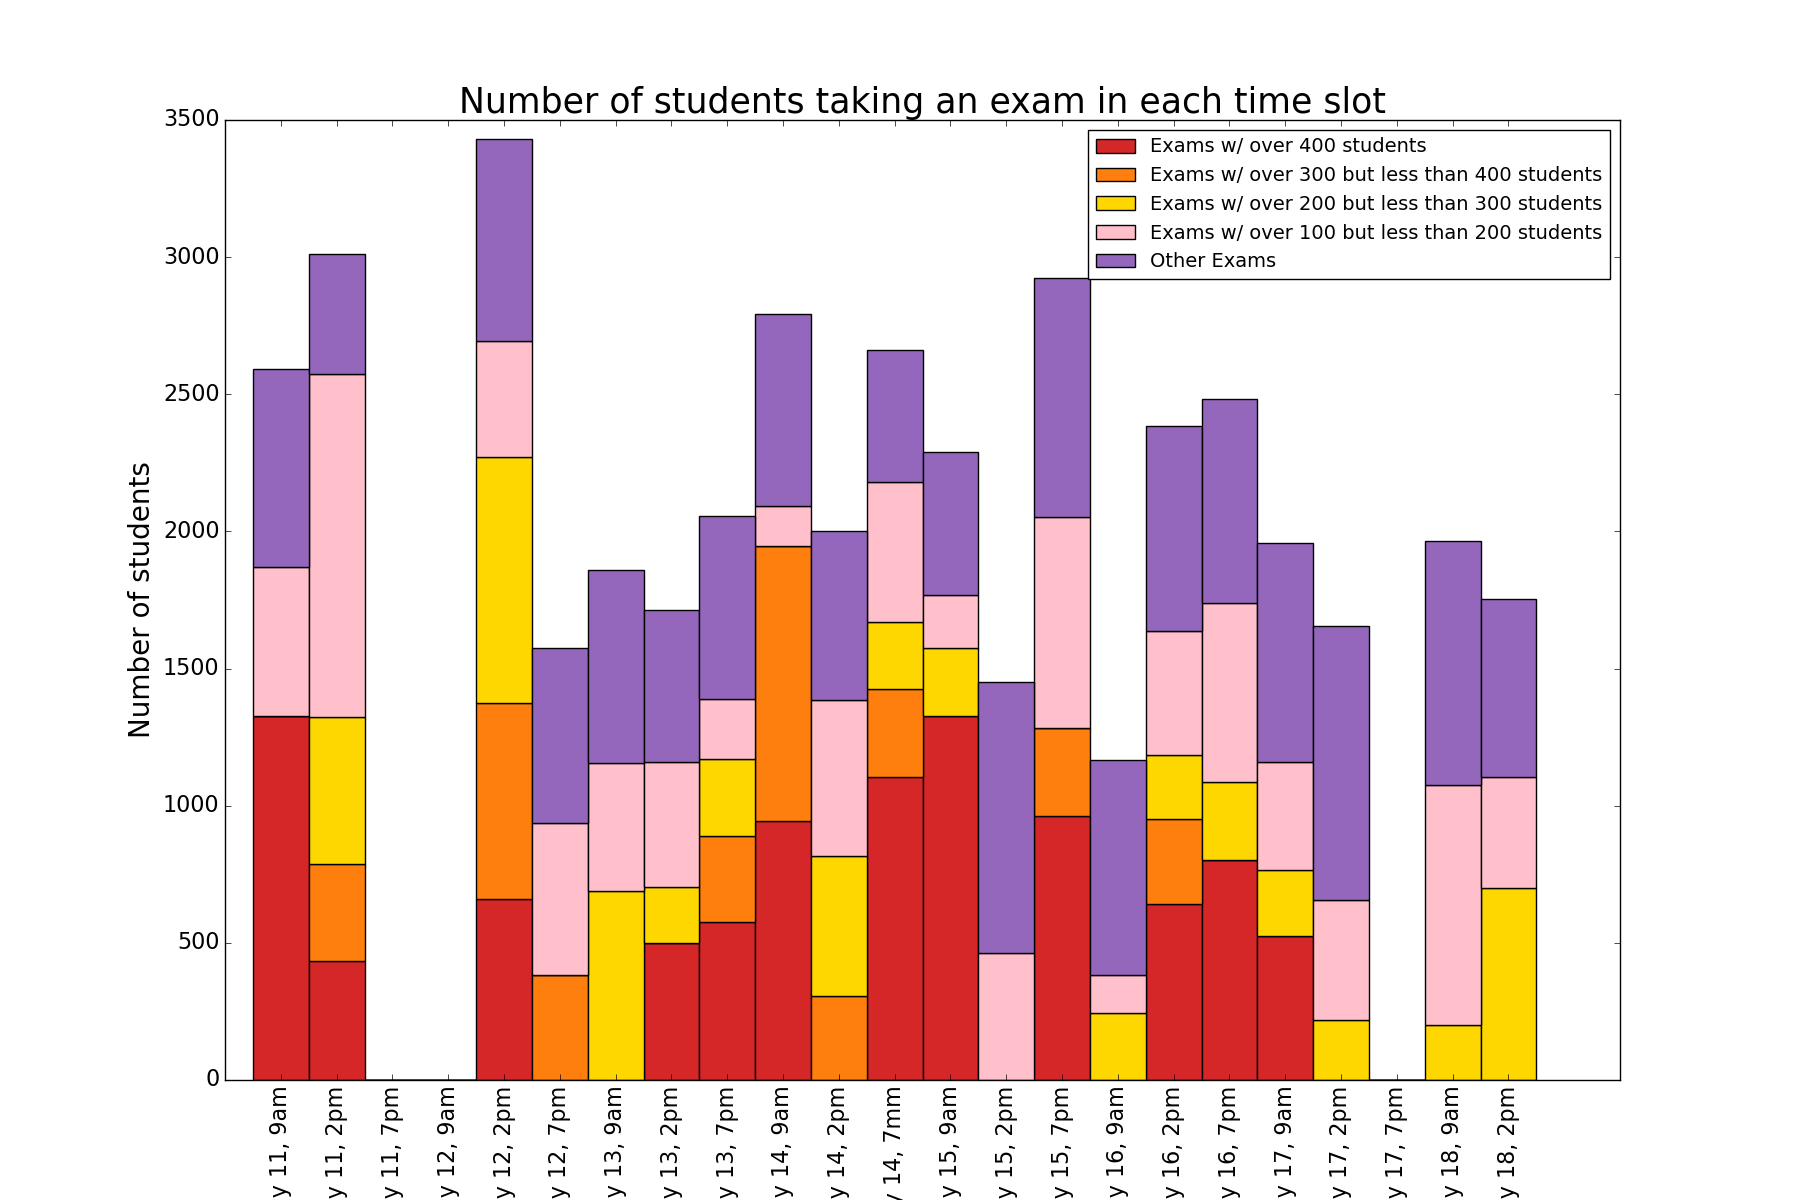 Number of students taking an exam in each time slot
Exams w/ over 400 students
Exams w/ over 300 but less than 400 students
Exams w/ over 200 but less than 300 students
Exams w/ over 100 but less than 200 students
Other Exams
Number of students
3500
3000
2500
2000
1500
1000
500
0
y 11, 9am
y 11, 2pm
y 11, 7pm
y 12, 9am
y 12, 2pm
y 12, 7pm
y 13, 9am
y 13, 2pm
y 13, 7pm
y 14, 9am
y 14, 2pm
y 14, 7mm
y 15, 9am
y 15, 2pm
y 15, 7pm
y 16, 9am
y 16, 2pm
y 16, 7pm
y 17, 9am
y 17, 2pm
y 17, 7pm
y 18, 9am
y 18, 2pm